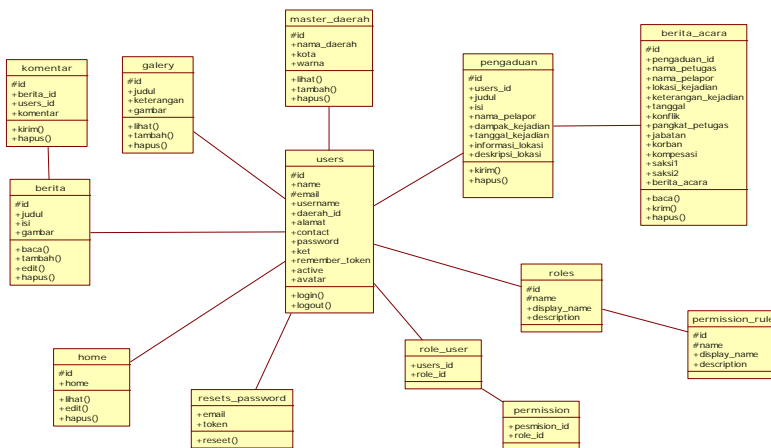 master_daerah
#id
+nama_daerah
+kota
+warna
+lihat()
+tambah()
+hapus()
berita_acara
#id
+pengaduan_id
+nama_petugas
+nama_pelapor
+lokasi_kejadian
+keterangan_kejadian
+tanggal
+konflik
+pangkat_petugas
+jabatan
+korban
+kompesasi
+saksi1
+saksi2
+berita_acara
+baca()
+krim()
+hapus()
komentar
#id
+berita_id
+users_id
+komentar
+kirim()
+hapus()
galery
#id
+judul
+keterangan
+gambar
+lihat()
+tambah()
+hapus()
pengaduan
#id
+users_id
+judul
+isi
+nama_pelapor
+dampak_kejadian
+tanggal_kejadian
+informasi_lokasi
+deskripsi_lokasi
+kirim()
+hapus()
users
#id
+name
#email
+username
+daerah_id
+alamat
+contact
+password
+ket
+remember_token
+active
+avatar
+login()
+logout()
berita
#id
+judul
+isi
+gambar
+baca()
+tambah()
+edit()
+hapus()
roles
#id
#name
+display_name
+description
permission_rule
#id
#name
+display_name
+description
home
#id
+home
+lihat()
+edit()
+hapus()
role_user
+users_id
+role_id
resets_password
+email
+token
+reseet()
permission
+pesmision_id
+role_id